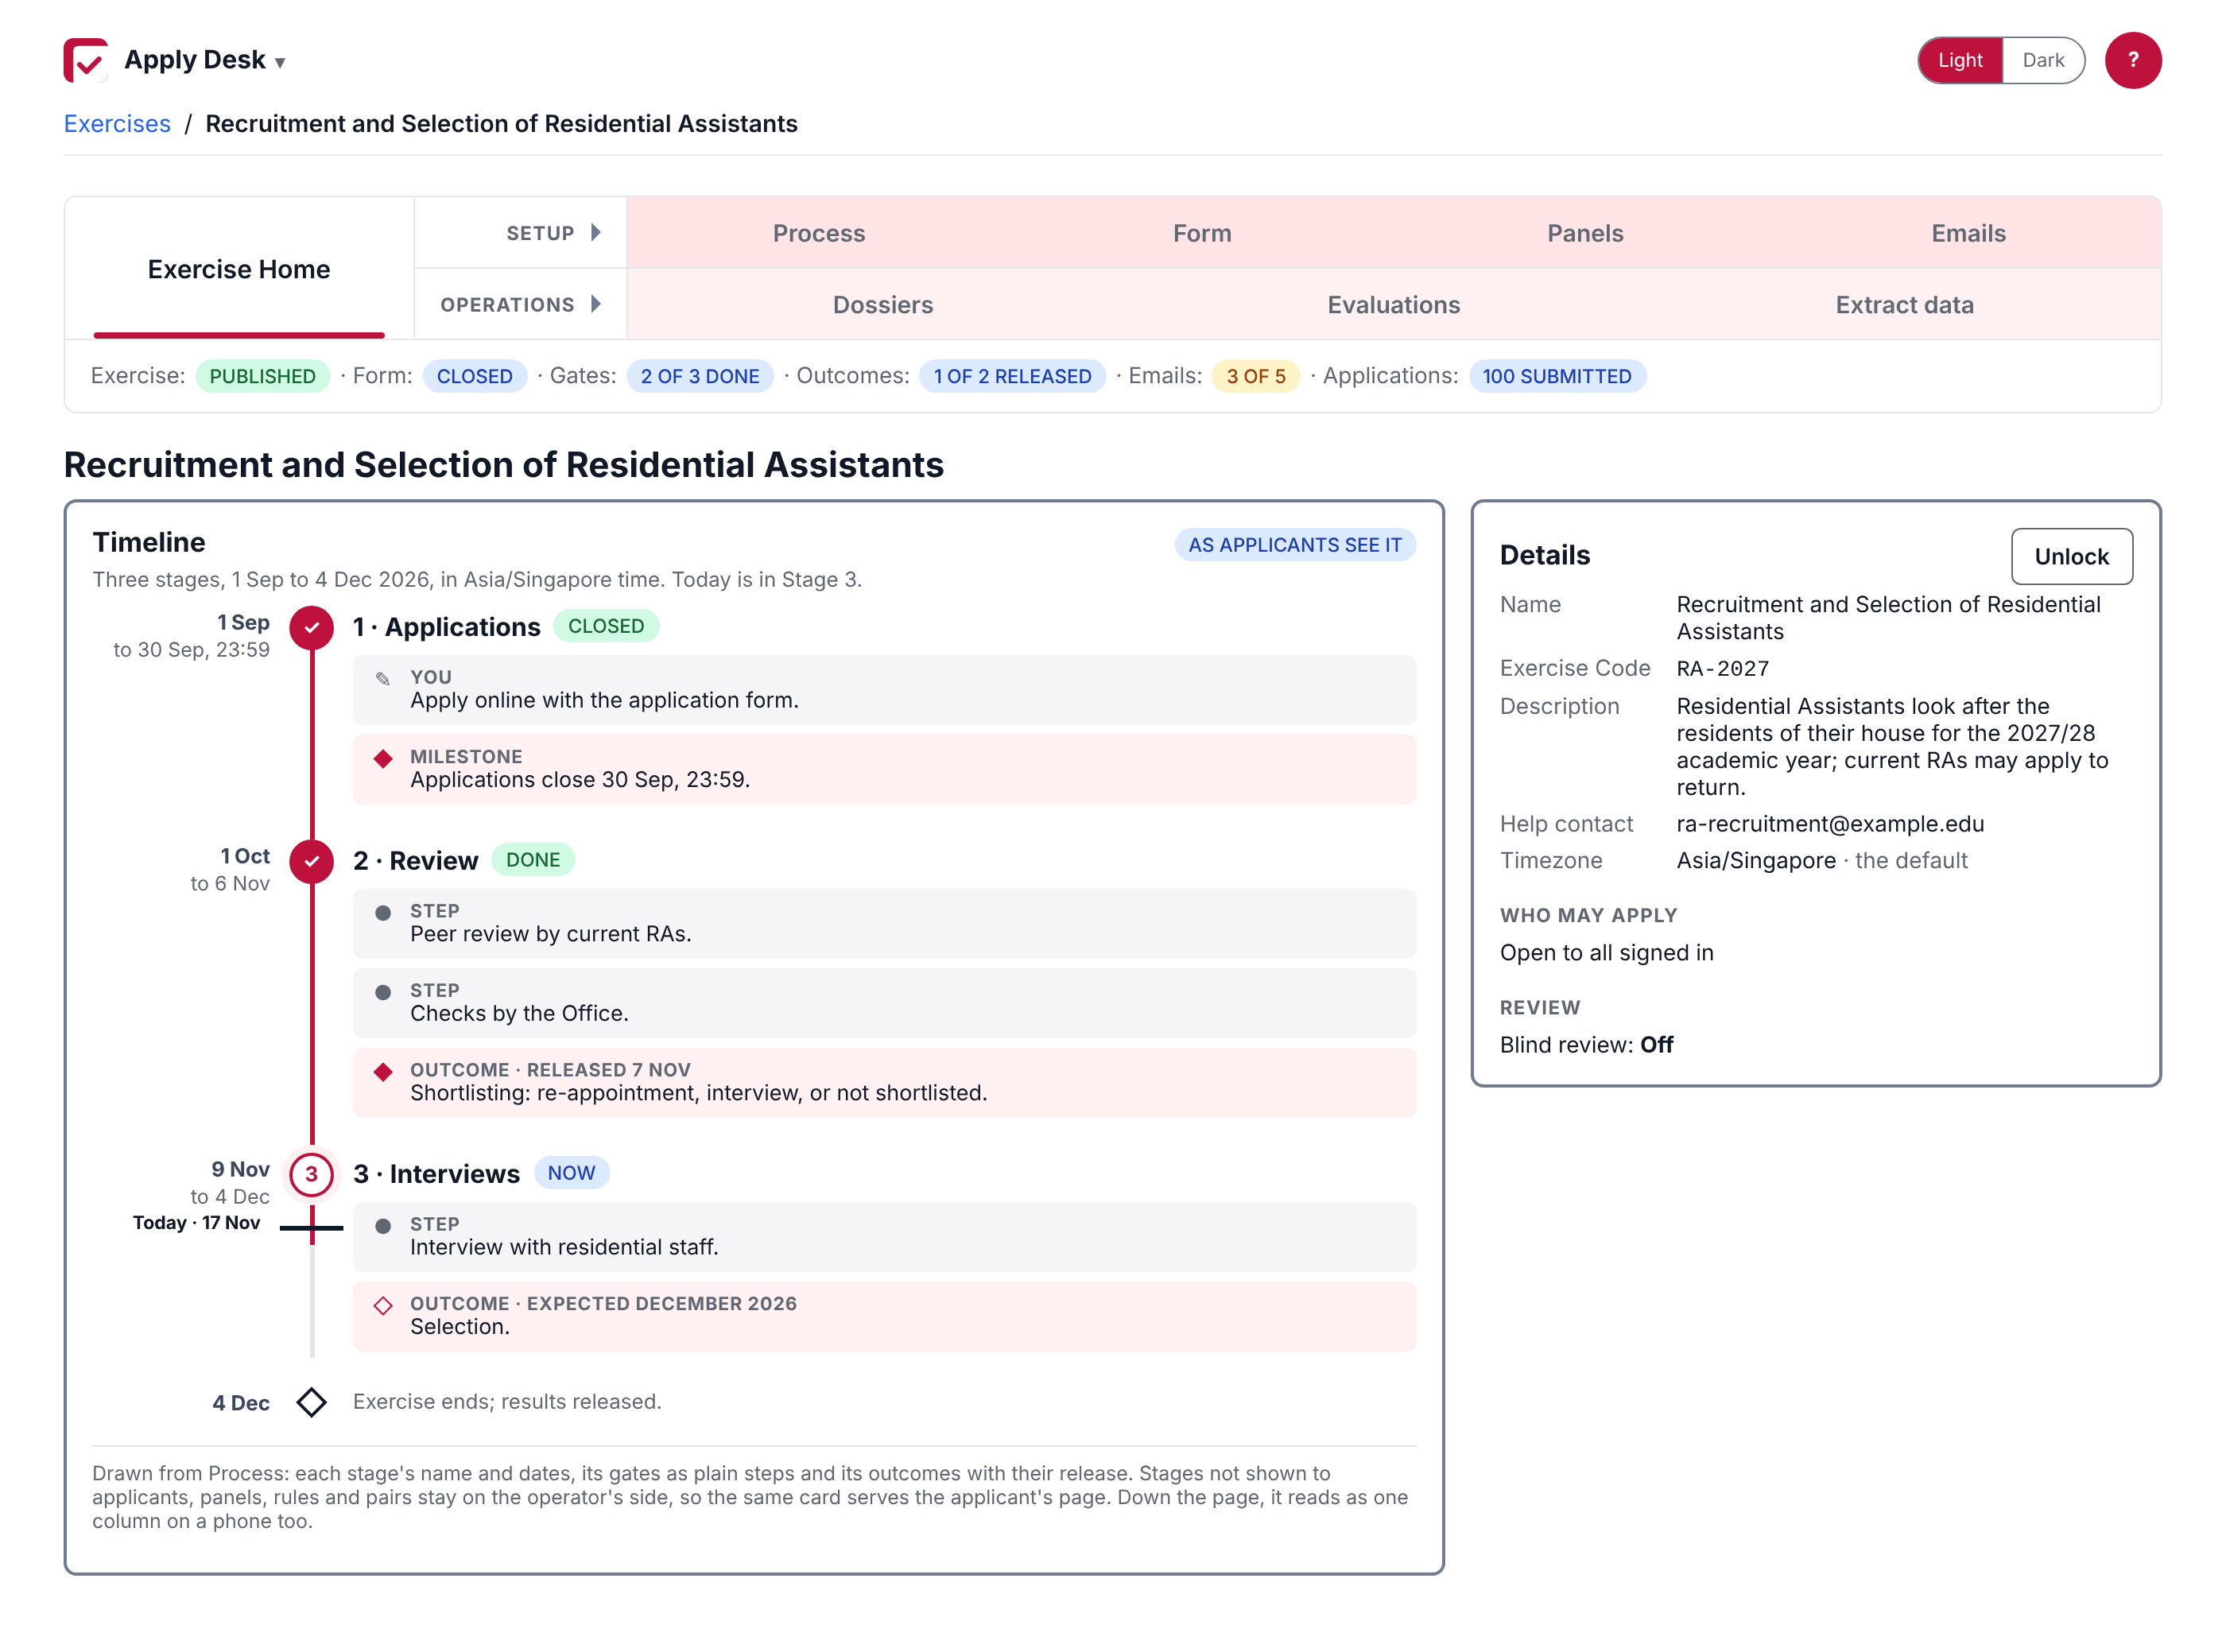 Apply Desk ▾
Light Dark ?
Exercises / Recruitment and Selection of Residential Assistants
Exercise Home
SETUP
Process Form Panels Emails
OPERATIONS
Dossiers Evaluations Extract data
Exercise: PUBLISHED · Form: CLOSED · Gates: 2 OF 3 DONE · Outcomes: 1 OF 2 RELEASED · Emails: 3 OF 5 · Applications: 100 SUBMITTED
Recruitment and Selection of Residential Assistants
Timeline
AS APPLICANTS SEE IT
Three stages, 1 Sep to 4 Dec 2026, in Asia/Singapore time. Today is in Stage 3.
1 Sep
to 30 Sep, 23:59
1 · Applications CLOSED
YOU
Apply online with the application form.
MILESTONE
Applications close 30 Sep, 23:59.
1 Oct
to 6 Nov
2 · Review DONE
STEP
Peer review by current RAs.
STEP
Checks by the Office.
OUTCOME · RELEASED 7 NOV
Shortlisting: re-appointment, interview, or not shortlisted.
9 Nov
to 4 Dec
Today · 17 Nov
3
3 · Interviews NOW
STEP
Interview with residential staff.
OUTCOME · EXPECTED DECEMBER 2026
Selection.
4 Dec
Exercise ends; results released.
Drawn from Process: each stage's name and dates, its gates as plain steps and its outcomes with their release. Stages not shown to
applicants, panels, rules and pairs stay on the operator's side, so the same card serves the applicant's page. Down the page, it reads as one
column on a phone too.
Details
Unlock
Name Recruitment and Selection of Residential
Assistants
Exercise Code RA-2027
Description Residential Assistants look after the
residents of their house for the 2027/28
academic year; current RAs may apply to
return.
Help contact ra-recruitment@example.edu
Timezone Asia/Singapore · the default
WHO MAY APPLY
Open to all signed in
REVIEW
Blind review: Off